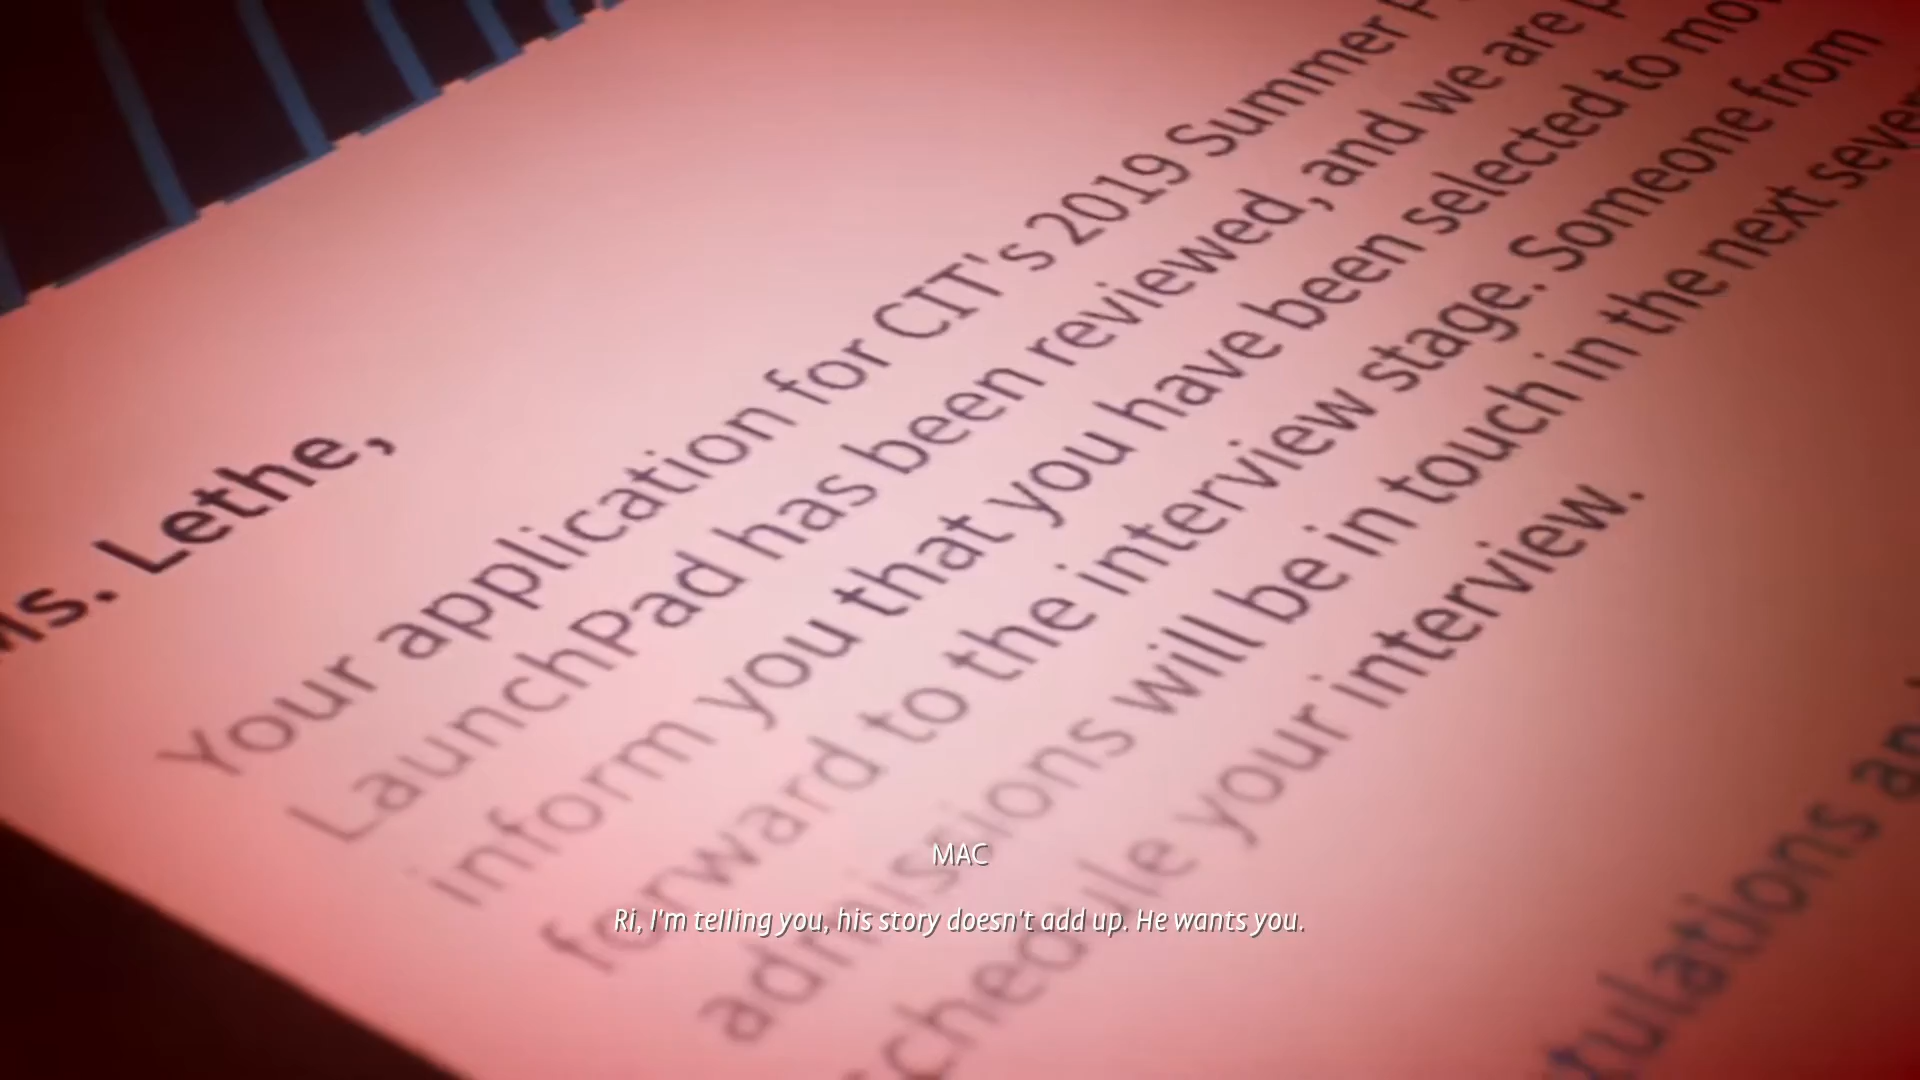 Ms. Lethe,
Your application for CIT's 2019 Summer
LaunchPad has been reviewed, and we are
inform you that you have been selected to
forward to the interview stage. Someone from
admissions will be in touch in the next
schedule your interview.
MAC
Ri, I'm telling you, his story doesn't add up. He wants you.